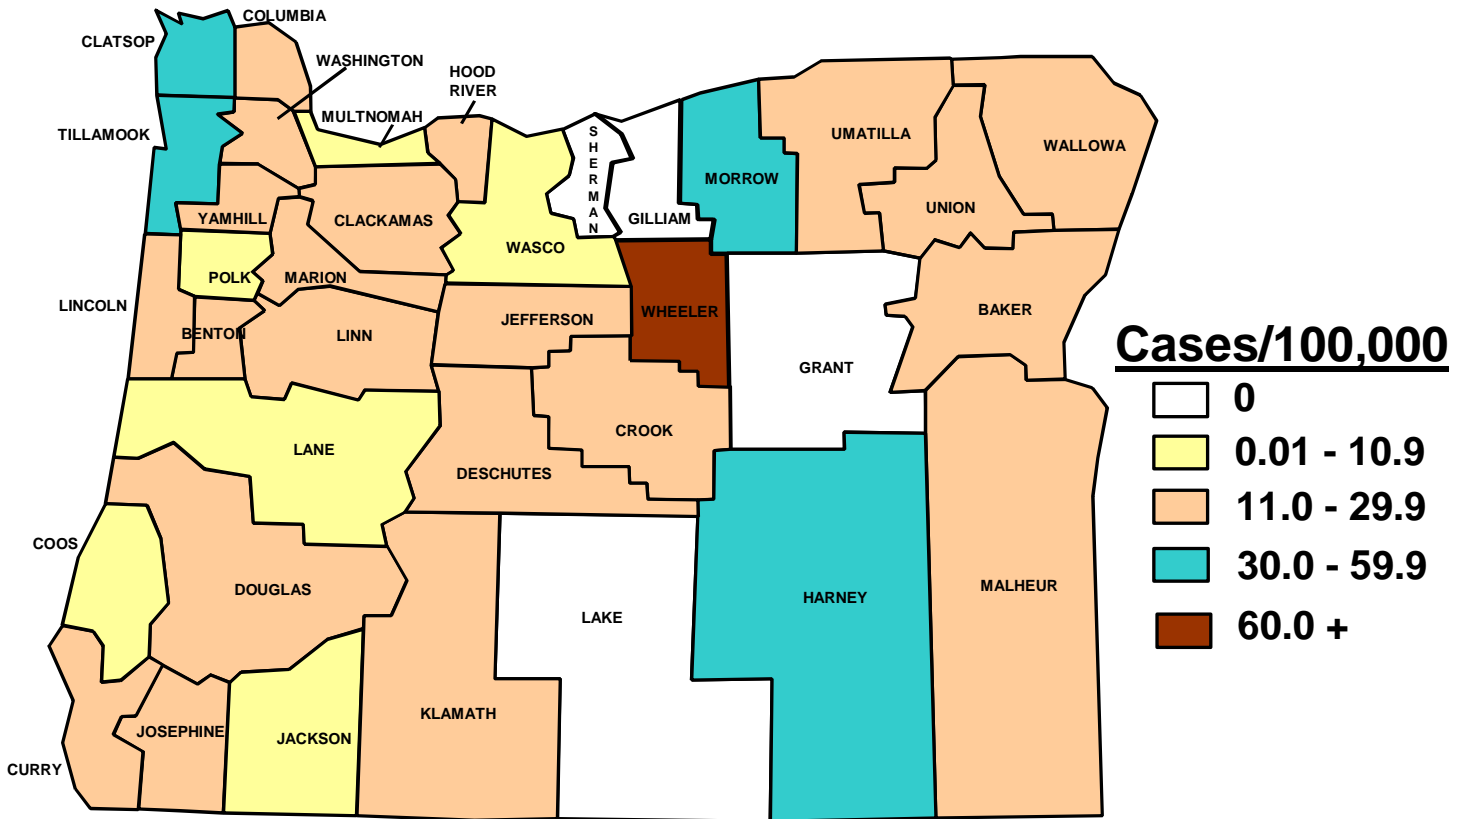 COLUMBIA
CLATSOP
WASHINGTON
HOOD
RIVER
MULTNOMAH
TILLAMOOK
SHERMAN
UMATILLA
WALLOWA
MORROW
UNION
YAMHILL
CLACKAMAS
GILLIAM
WASCO
POLK
MARION
LINCOLN
WHEELER
BAKER
JEFFERSON
BENTON
LINN
GRANT
CROOK
LANE
DESCHUTES
COOS
DOUGLAS
LAKE
HARNEY
MALHEUR
KLAMATH
JOSEPHINE
JACKSON
CURRY
Cases/100,000
0
0.01 - 10.9
11.0 - 29.9
30.0 - 59.9
60.0 +